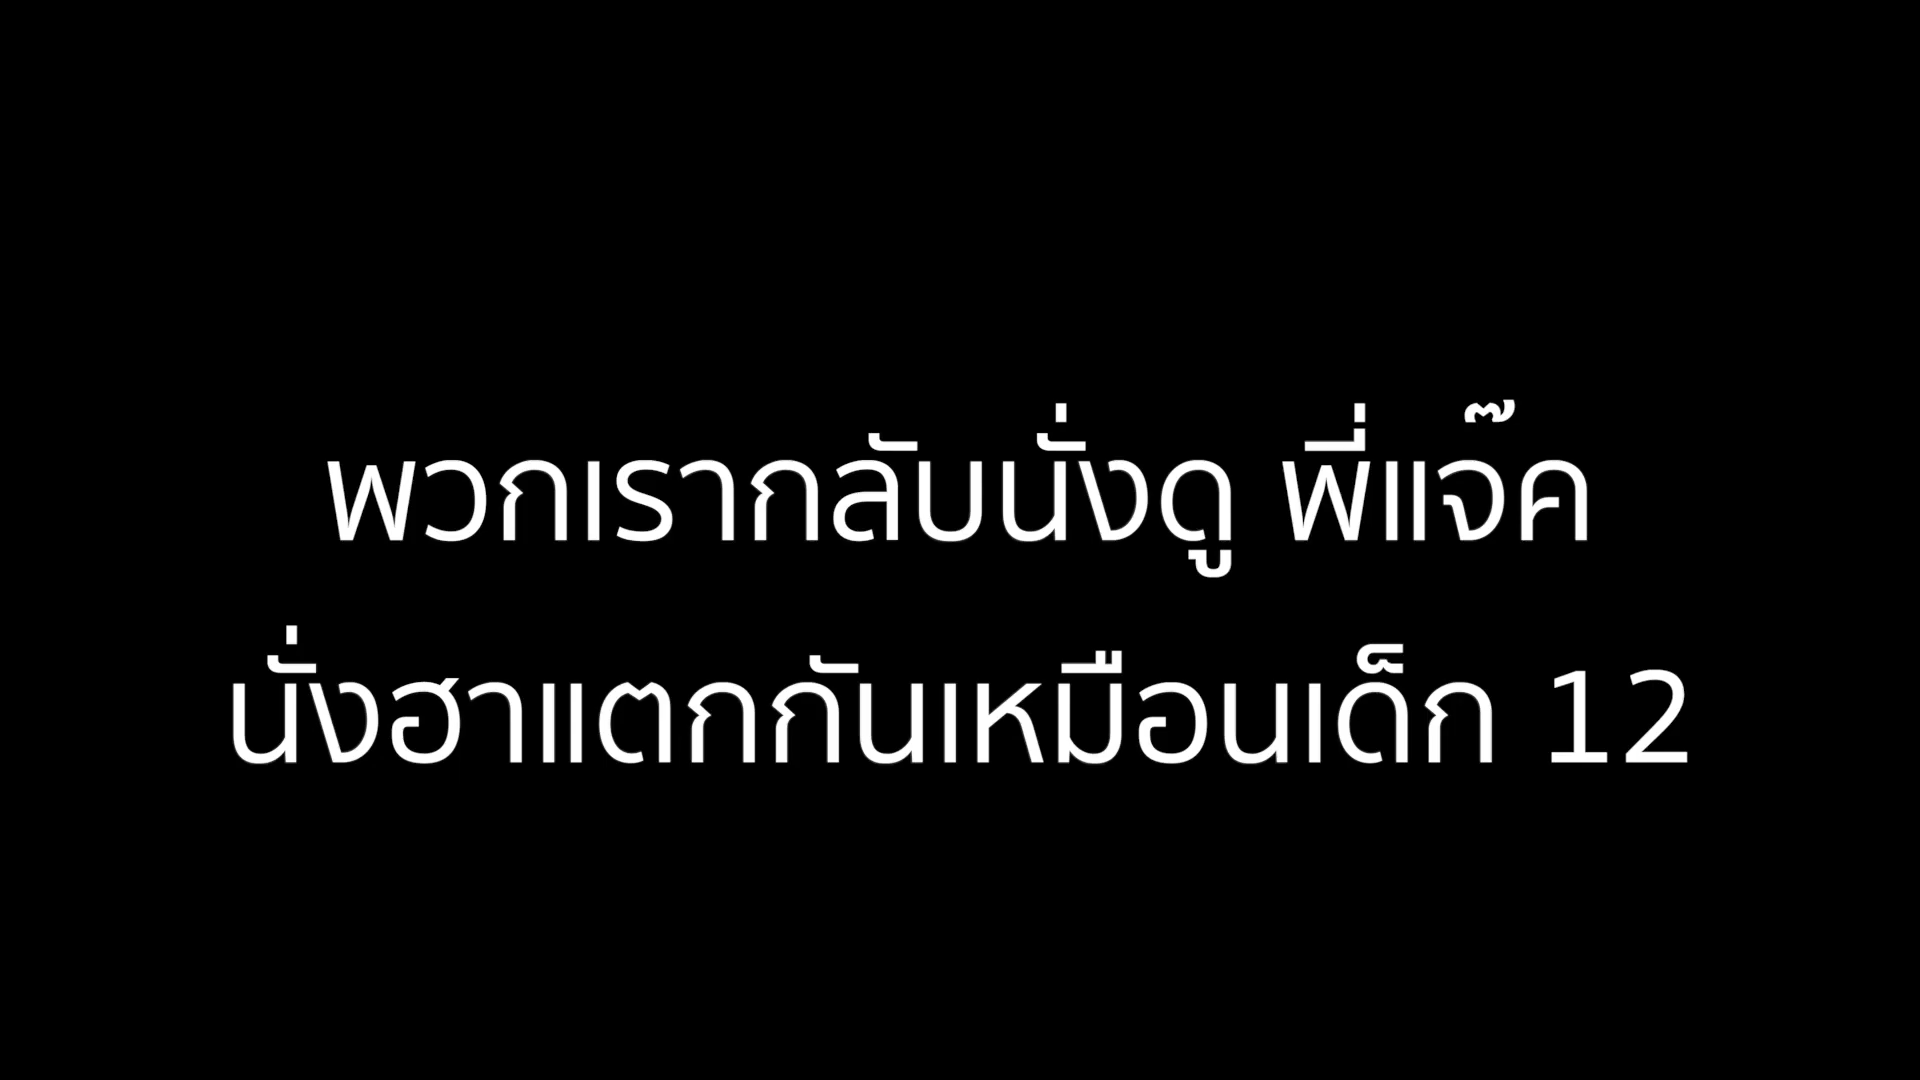 พวกเรากลับนั่งดู พี่แจ๊ค
นั่งฮาแตกกันเหมือนเด็ก 12